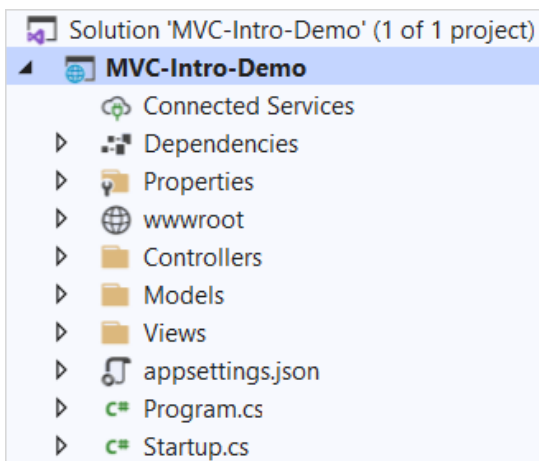 Solution 'MVC-Intro-Demo' (1 of 1 project)
MVC-Intro-Demo
Connected Services
Dependencies
Properties
wwwroot
Controllers
Models
Views
appsettings.json
C# Program.cs
C# Startup.cs